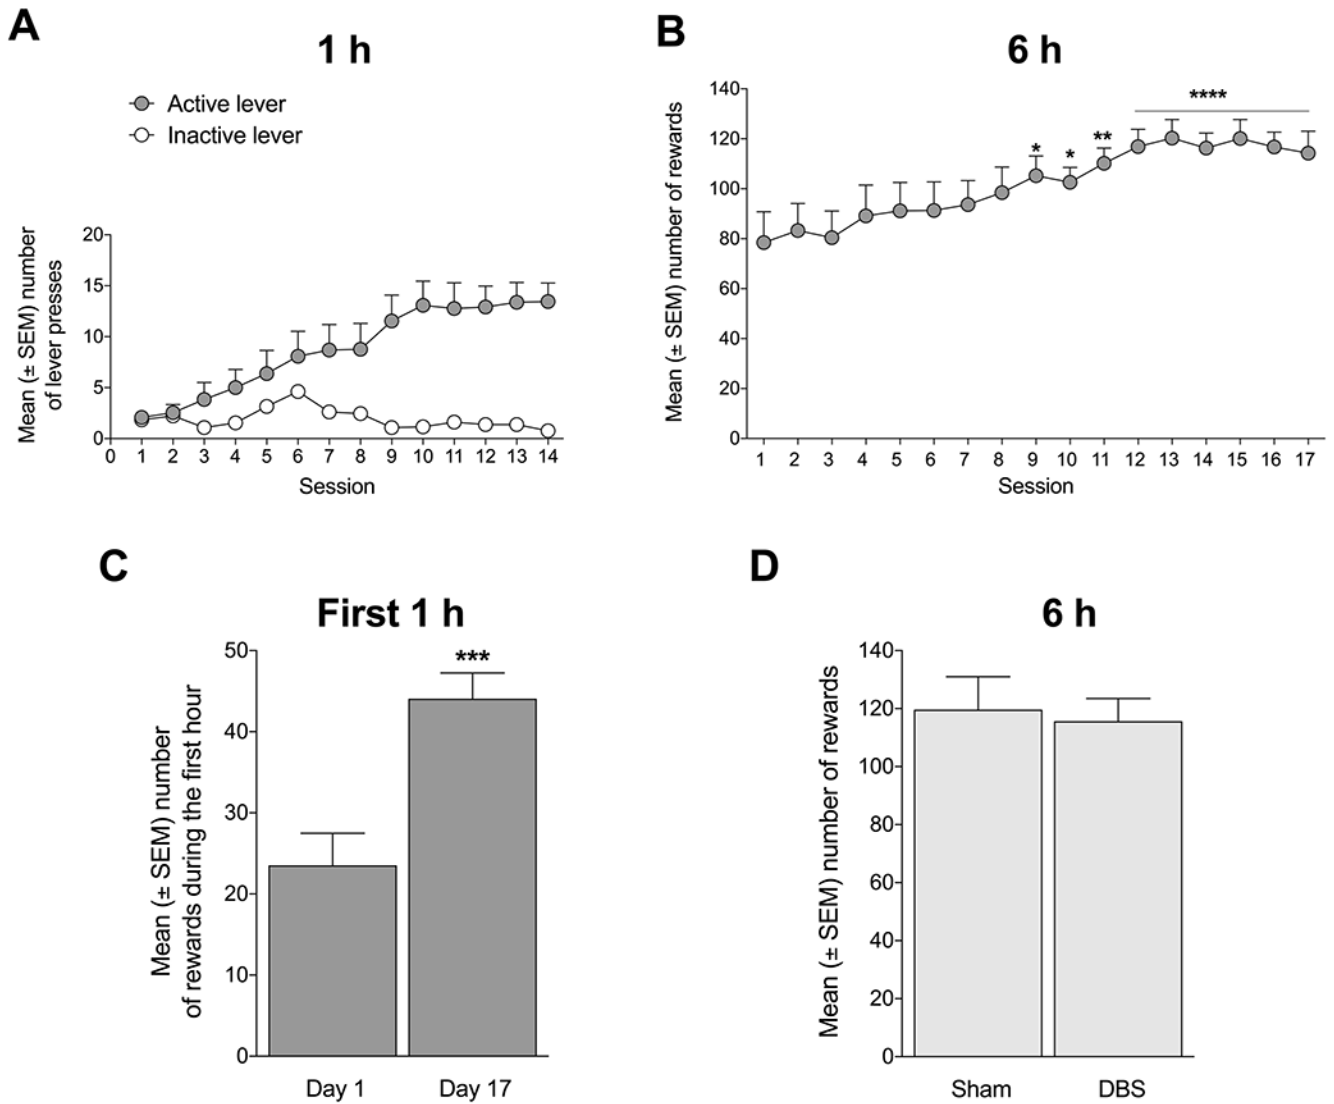 A
1 h
Active lever
Inactive lever
Mean (± SEM) number
of lever presses
20
15
10
5
0
0 1 2 3 4 5 6 7 8 9 10 11 12 13 14
Session
B
6 h
Mean (± SEM) number of rewards
140
120
100
80
60
40
20
0
*
*
**
****
1 2 3 4 5 6 7 8 9 10 11 12 13 14 15 16 17
Session
C
First 1 h
Mean (± SEM) number
of rewards during the first hour
50
40
30
20
10
0
***
Day 1 Day 17
D
6 h
Mean (± SEM) number of rewards
140
120
100
80
60
40
20
0
Sham DBS